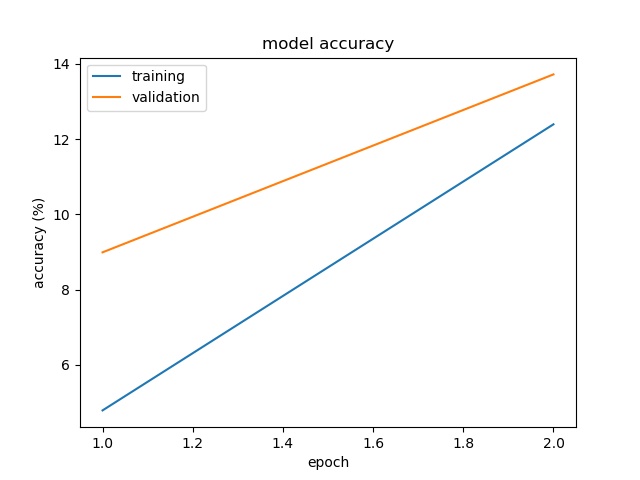 model accuracy
training
validation
14
12
10
8
6
accuracy (%)
1.0 1.2 1.4 1.6 1.8 2.0
epoch